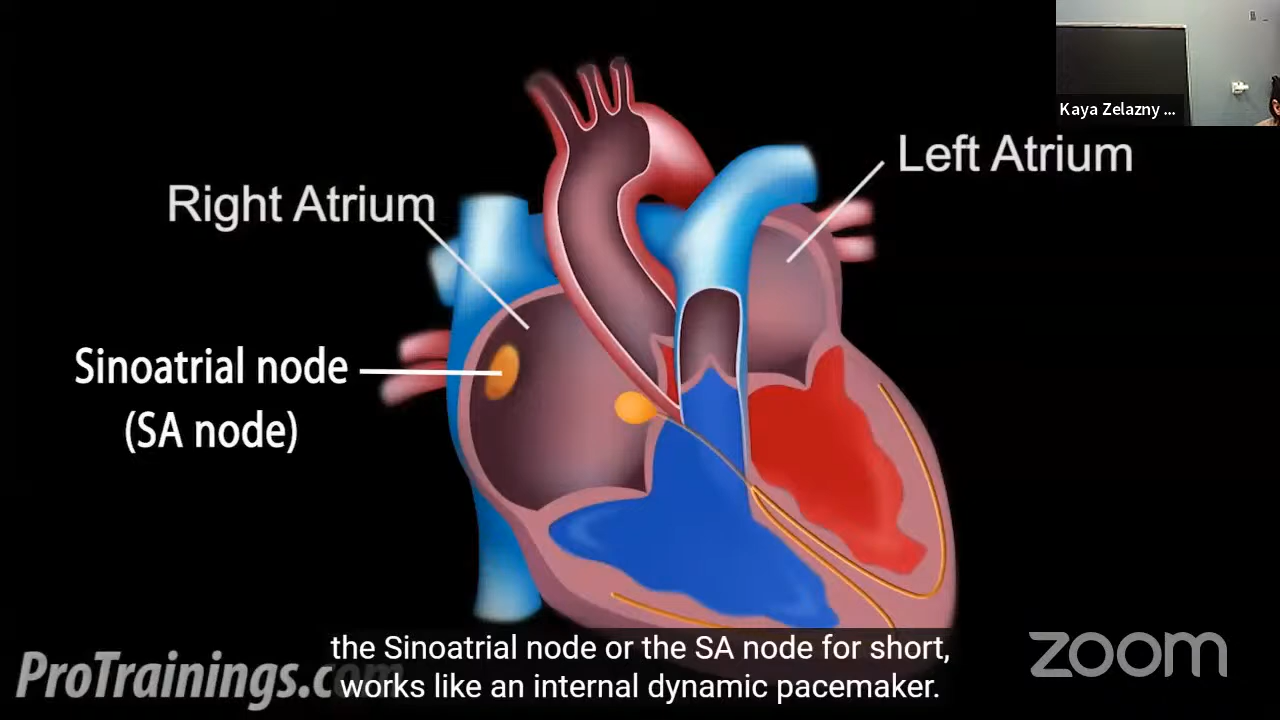 Kaya Zelazny ...
Left Atrium
Right Atrium
Sinoatrial node
(SA node)
the Sinoatrial node or the SA node for short,
works like an internal dynamic pacemaker.
ProTrainings.com
zoom